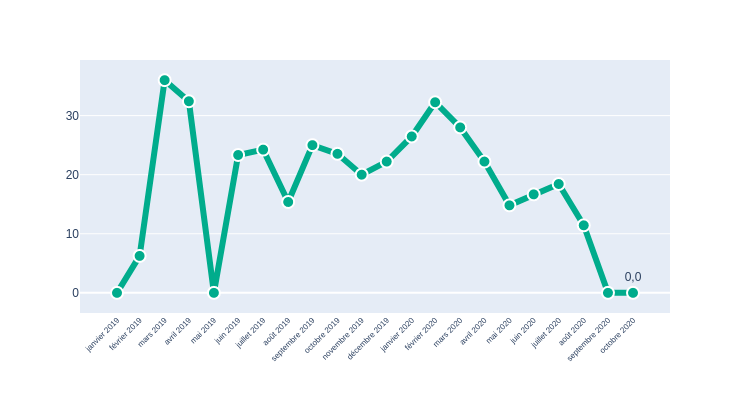 30
20
10
0
0,0
janvier 2019
février 2019
mars 2019
avril 2019
mai 2019
juin 2019
juillet 2019
août 2019
septembre 2019
octobre 2019
novembre 2019
décembre 2019
janvier 2020
février 2020
mars 2020
avril 2020
mai 2020
juin 2020
juillet 2020
août 2020
septembre 2020
octobre 2020